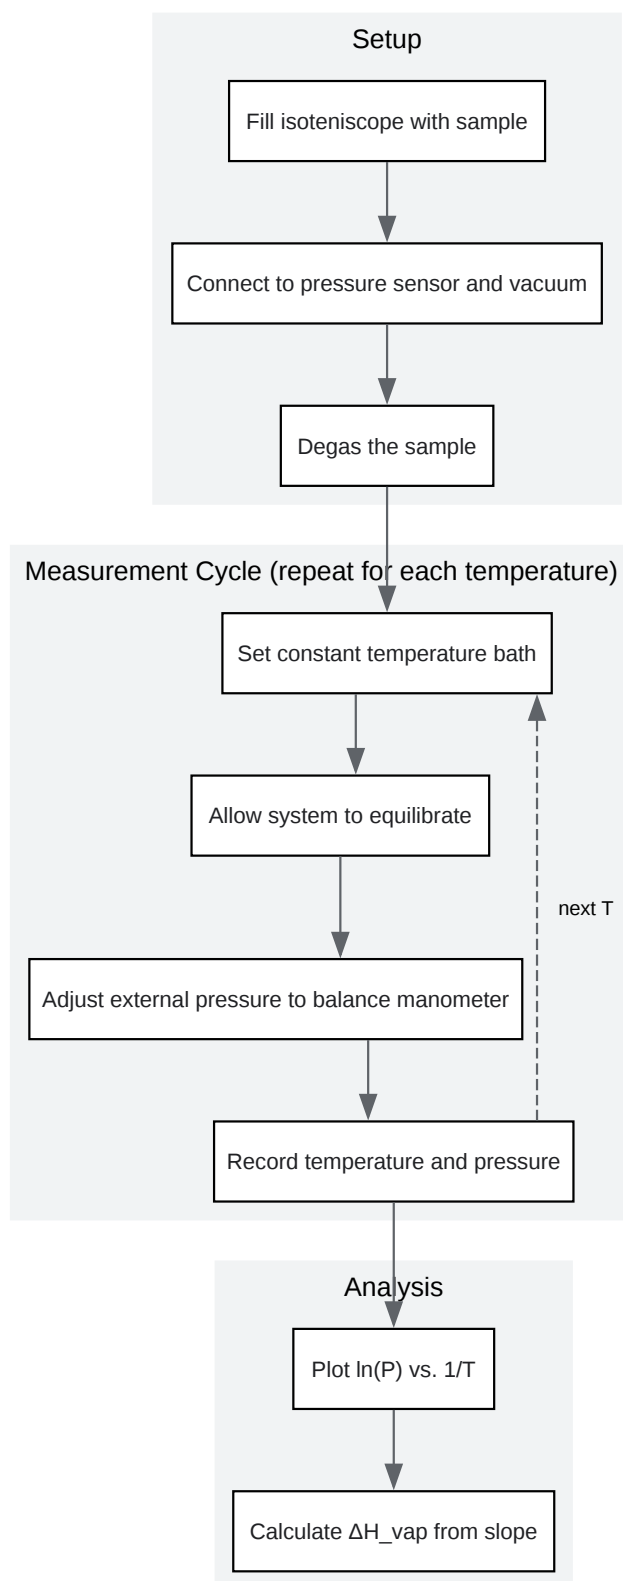 Setup
Fill isoteniscope with sample
Connect to pressure sensor and vacuum
Degas the sample
Measurement Cycle (repeat for each temperature)
Set constant temperature bath
Allow system to equilibrate
next T
Adjust external pressure to balance manometer
Record temperature and pressure
Analysis
Plot ln(P) vs. 1/T
Calculate ΔH_vap from slope